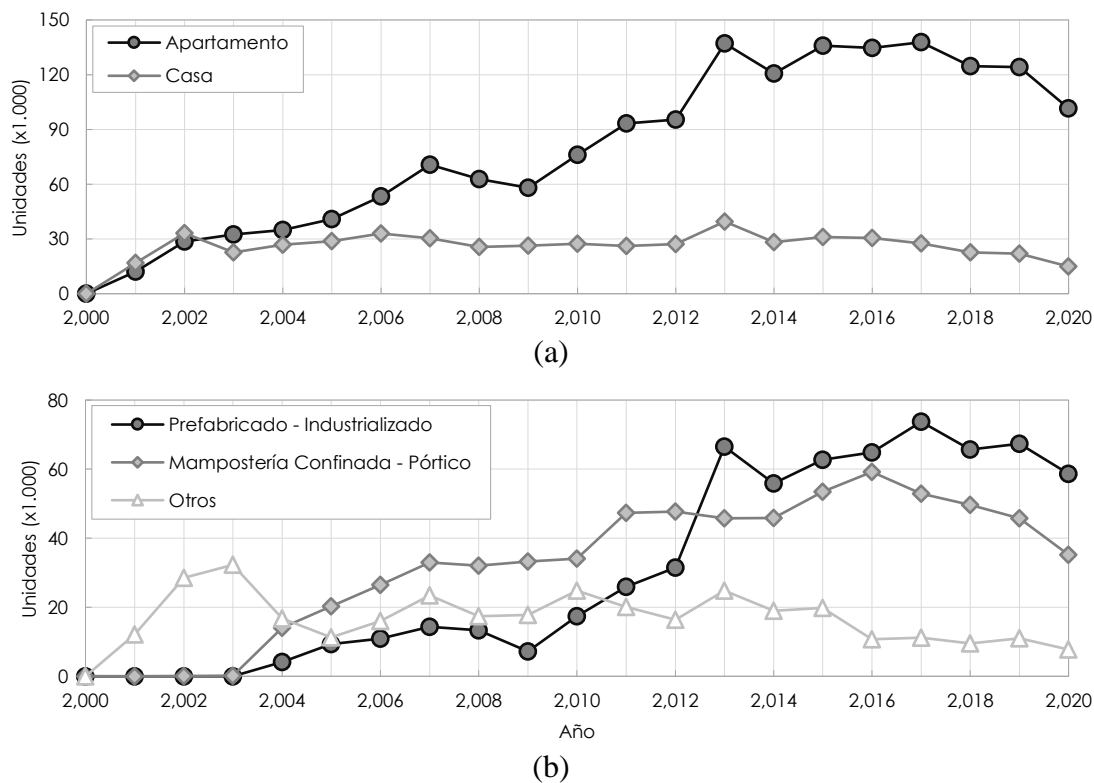 150
Apartamento
120
Casa
90
60
30
0
Unidades (x1.000)
2,000 2,002 2,004 2,006 2,008 2,010 2,012 2,014 2,016 2,018 2,020
(a)
80
Prefabricado - Industrializado
Mampostería Confinada - Pórtico
60
Otros
40
20
0
Unidades (x1.000)
2,000 2,002 2,004 2,006 2,008 2,010 2,012 2,014 2,016 2,018 2,020
Año
(b)